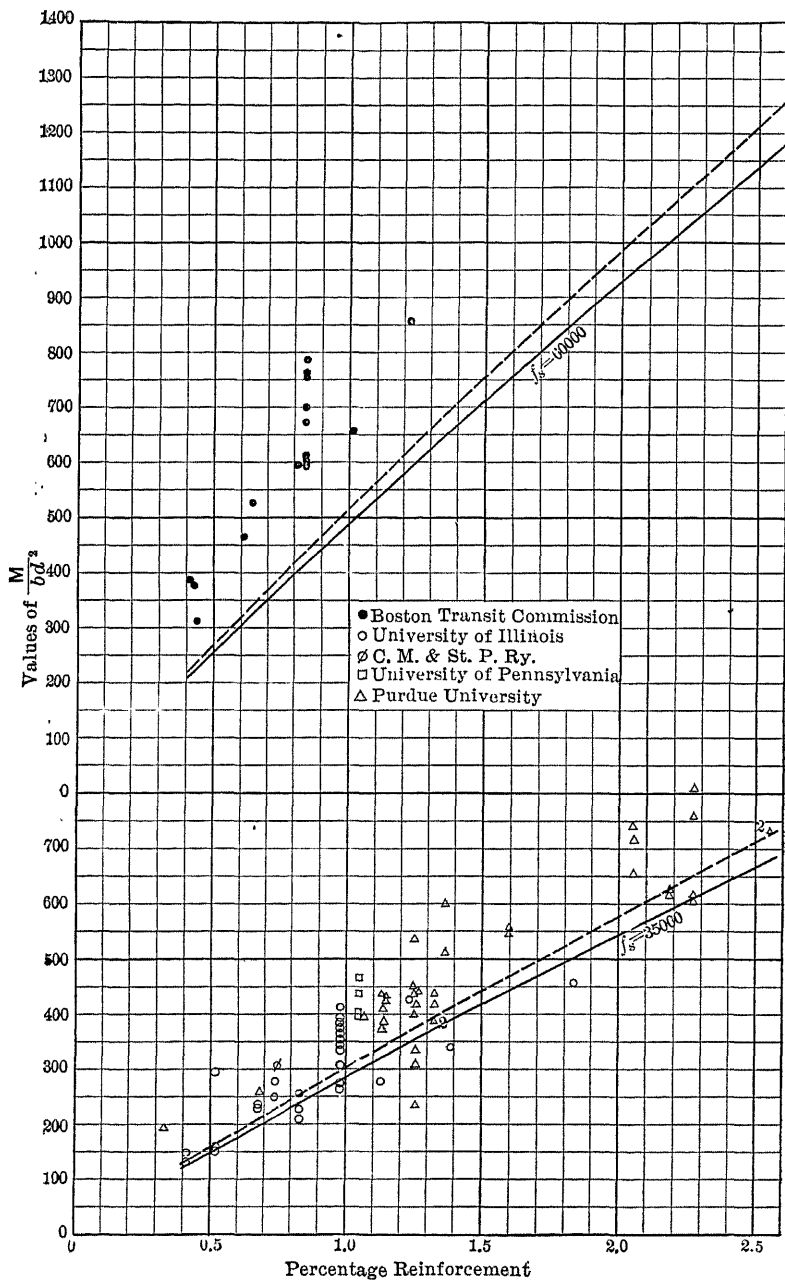 1400
1300
1200
1100
1000
900
800
700
600
500
400
300
200
100
0
700
600
500
400
300
200
100
0
Values of M/bd²
fs=60000
● Boston Transit Commission
○ University of Illinois
∅ C. M. & St. P. Ry.
□ University of Pennsylvania
△ Purdue University
2
fs=35000
2
0 0.5 1.0 1.5 2.0 2.5
Percentage Reinforcement